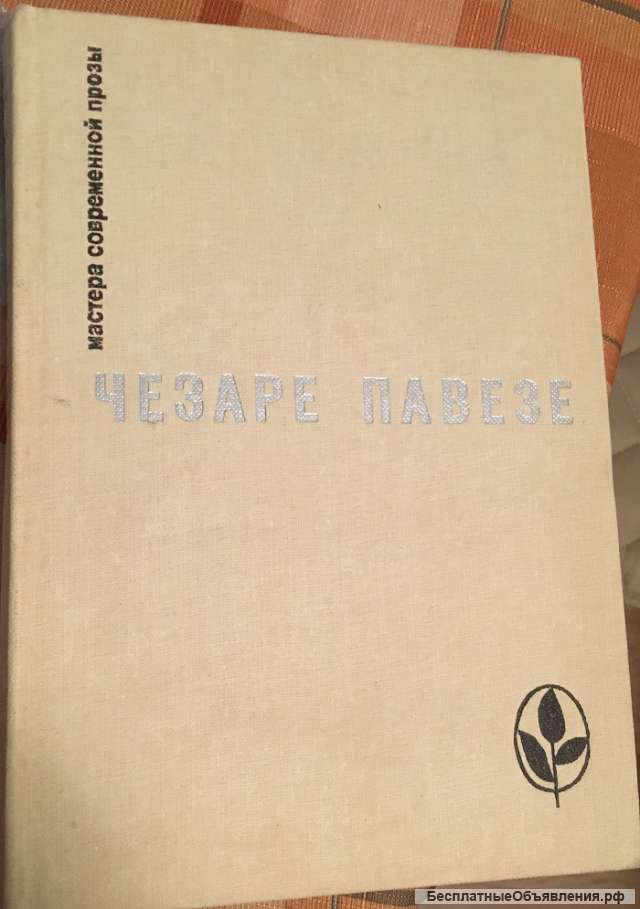 мастера современной прозы
ЧЕЗАРЕ ПАВЕЗЕ
БесплатныеОбъявления.рф